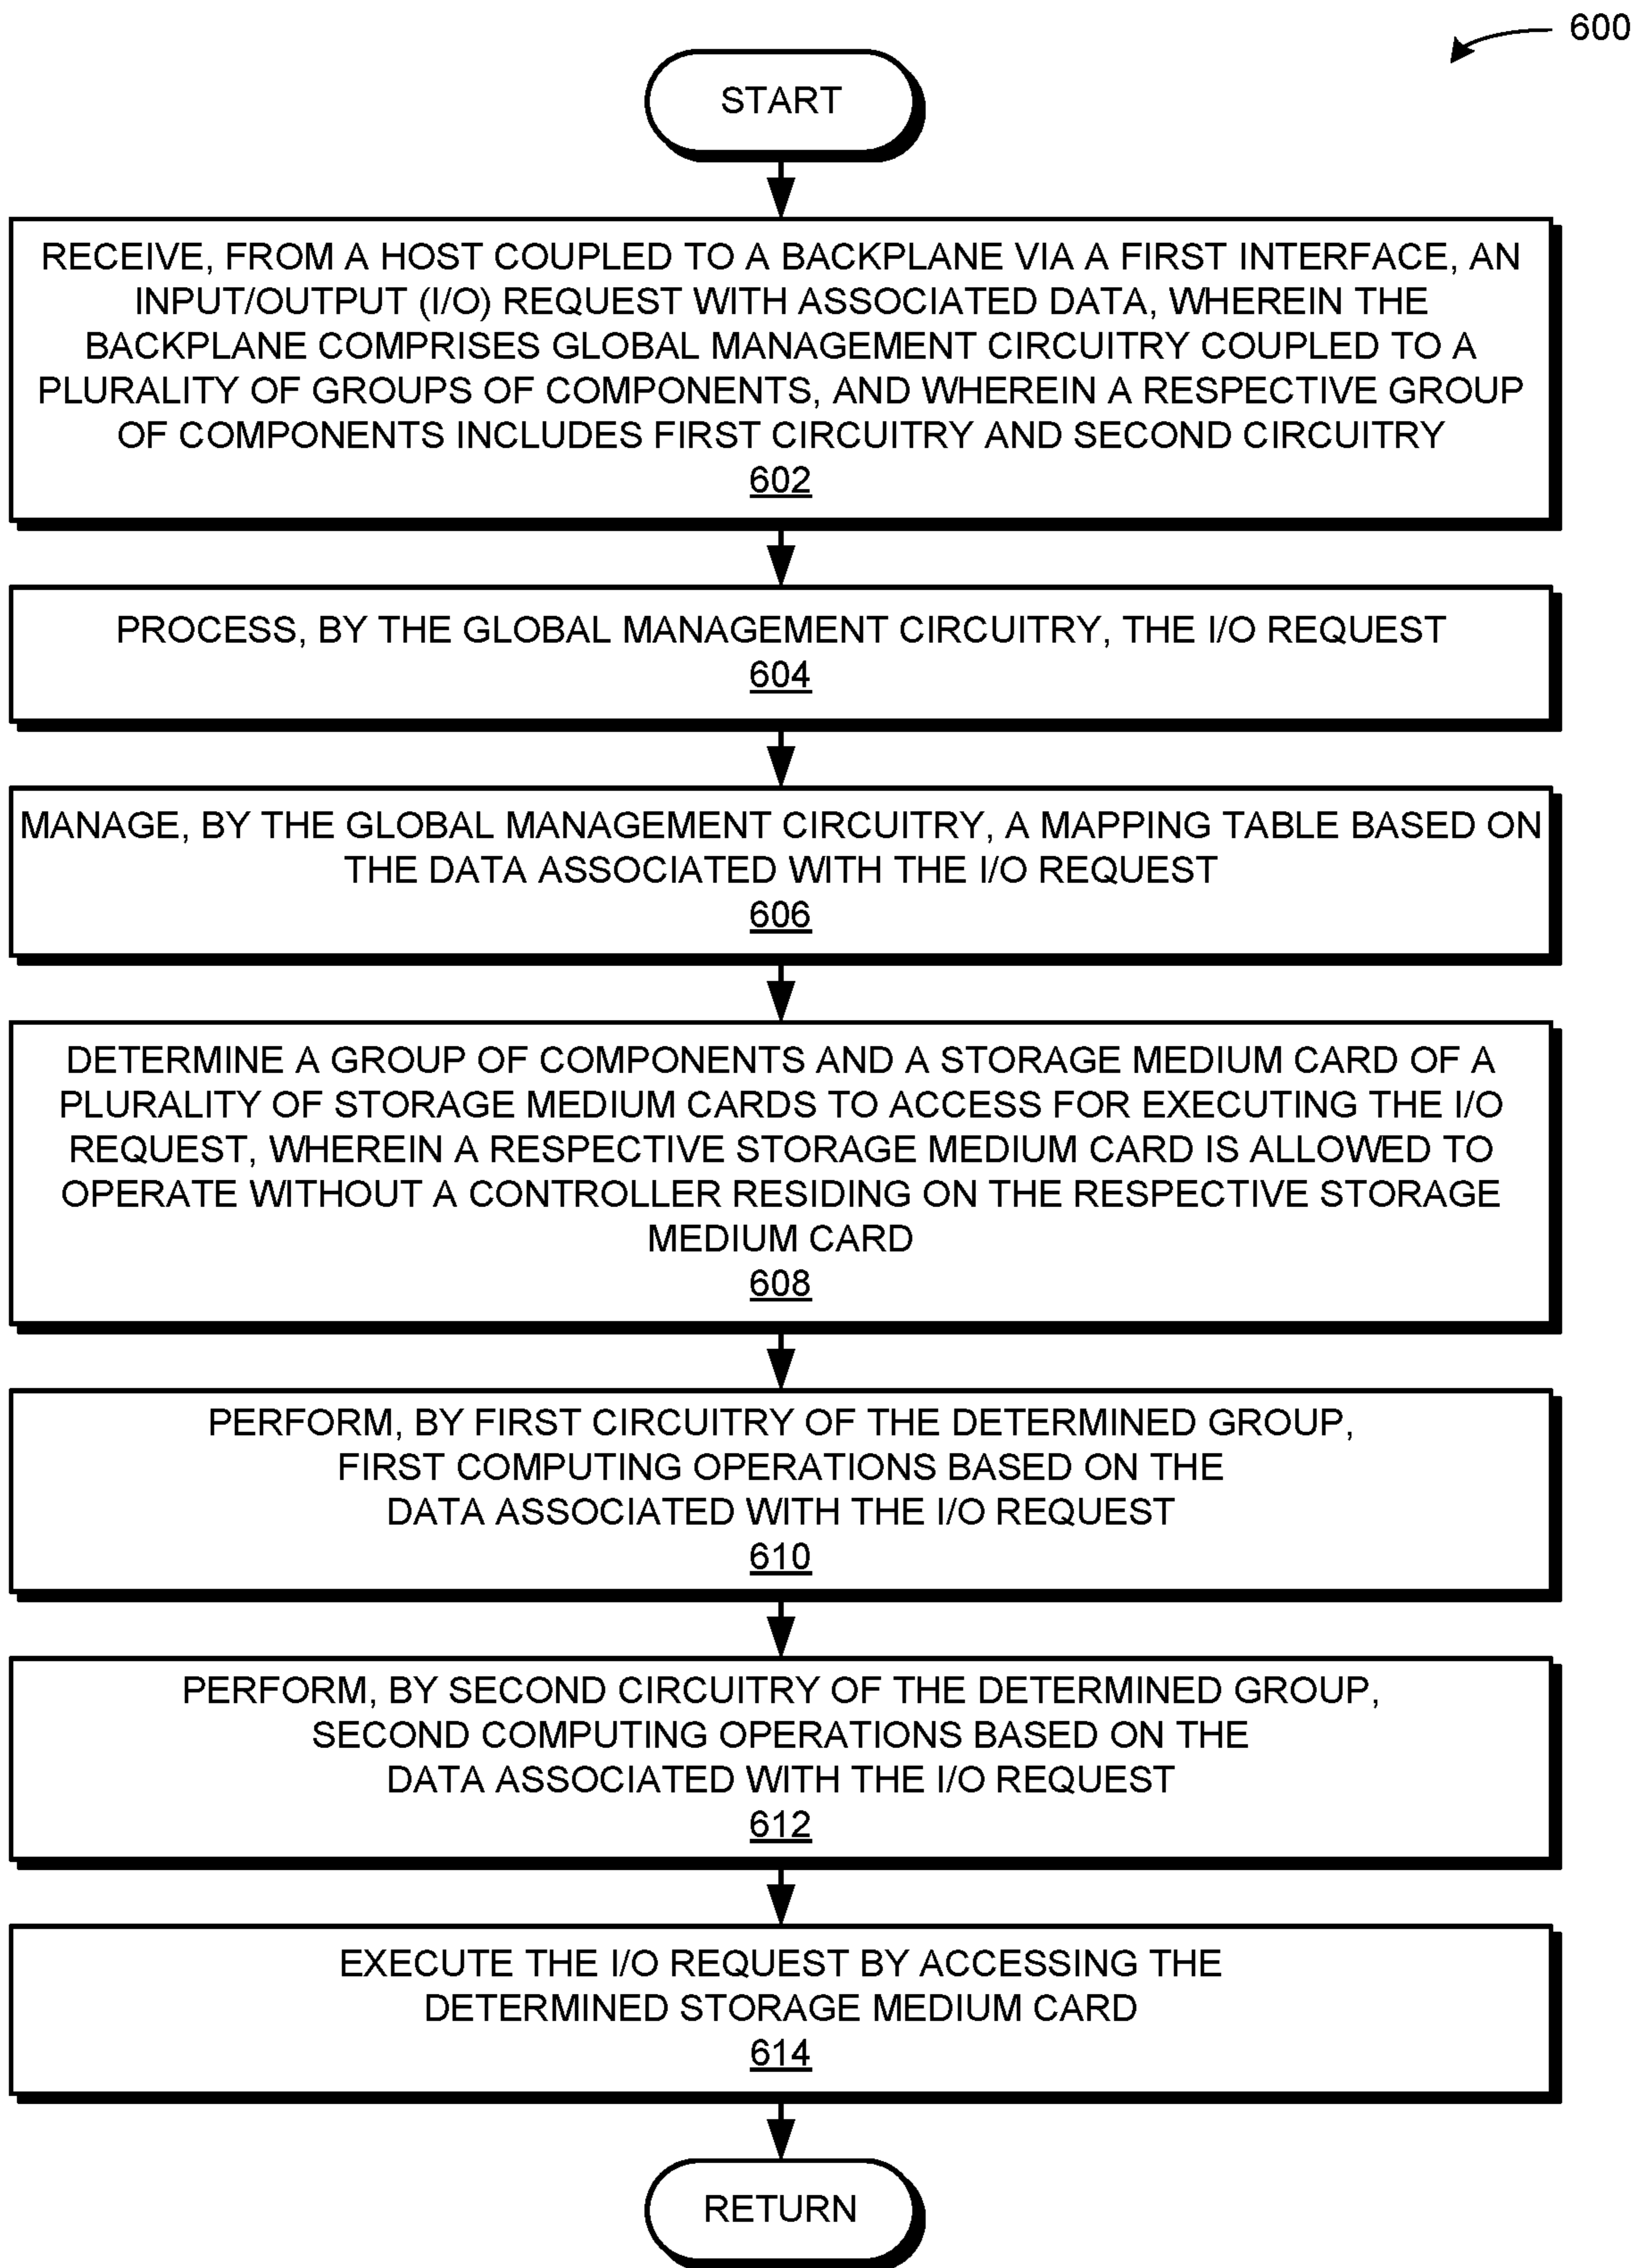 600
START
RECEIVE, FROM A HOST COUPLED TO A BACKPLANE VIA A FIRST INTERFACE, AN
INPUT/OUTPUT (I/O) REQUEST WITH ASSOCIATED DATA, WHEREIN THE
BACKPLANE COMPRISES GLOBAL MANAGEMENT CIRCUITRY COUPLED TO A
PLURALITY OF GROUPS OF COMPONENTS, AND WHEREIN A RESPECTIVE GROUP
OF COMPONENTS INCLUDES FIRST CIRCUITRY AND SECOND CIRCUITRY
602
PROCESS, BY THE GLOBAL MANAGEMENT CIRCUITRY, THE I/O REQUEST
604
MANAGE, BY THE GLOBAL MANAGEMENT CIRCUITRY, A MAPPING TABLE BASED ON
THE DATA ASSOCIATED WITH THE I/O REQUEST
606
DETERMINE A GROUP OF COMPONENTS AND A STORAGE MEDIUM CARD OF A
PLURALITY OF STORAGE MEDIUM CARDS TO ACCESS FOR EXECUTING THE I/O
REQUEST, WHEREIN A RESPECTIVE STORAGE MEDIUM CARD IS ALLOWED TO
OPERATE WITHOUT A CONTROLLER RESIDING ON THE RESPECTIVE STORAGE
MEDIUM CARD
608
PERFORM, BY FIRST CIRCUITRY OF THE DETERMINED GROUP,
FIRST COMPUTING OPERATIONS BASED ON THE
DATA ASSOCIATED WITH THE I/O REQUEST
610
PERFORM, BY SECOND CIRCUITRY OF THE DETERMINED GROUP,
SECOND COMPUTING OPERATIONS BASED ON THE
DATA ASSOCIATED WITH THE I/O REQUEST
612
EXECUTE THE I/O REQUEST BY ACCESSING THE
DETERMINED STORAGE MEDIUM CARD
614
RETURN